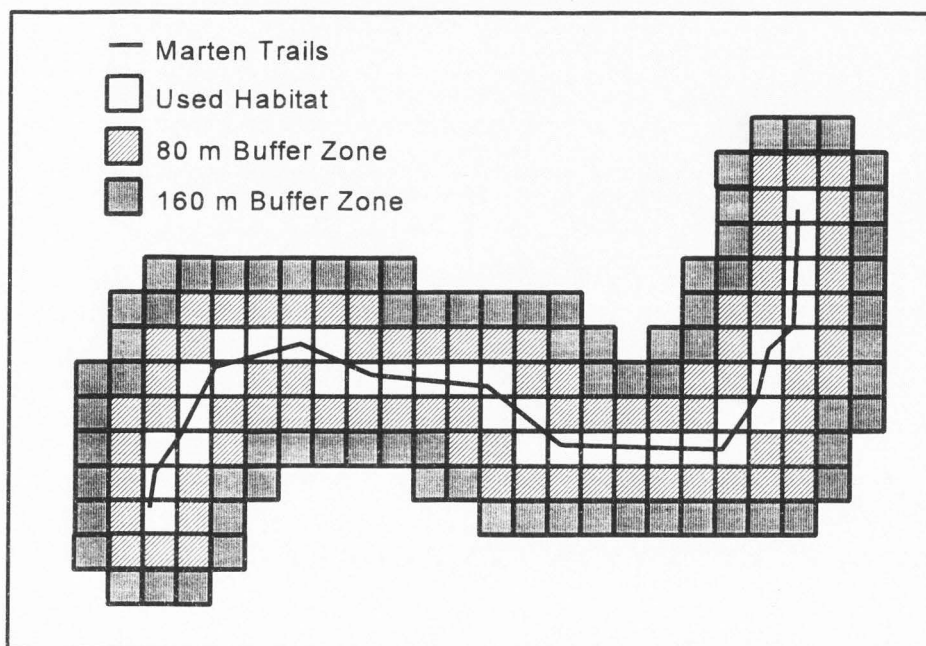 Marten Trails
Used Habitat
80 m Buffer Zone
160 m Buffer Zone